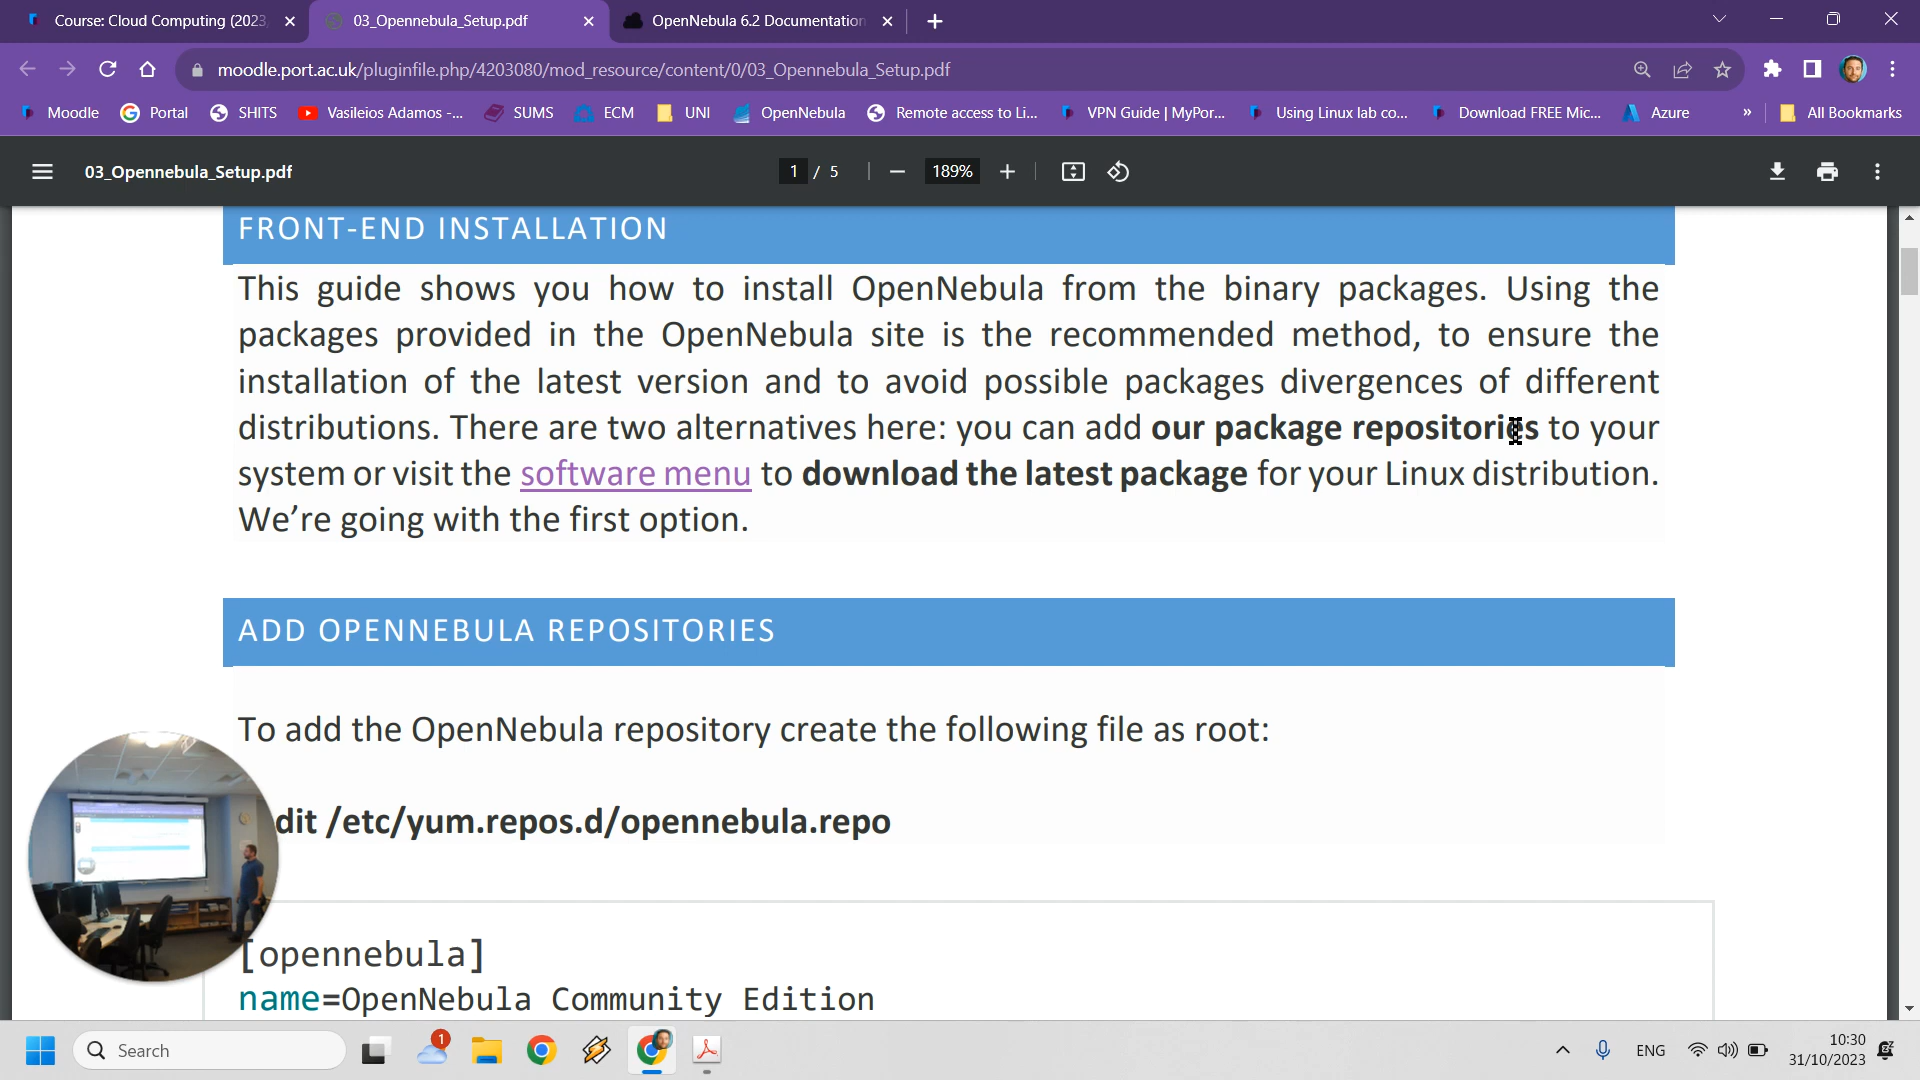 Course: Cloud Computing (2023
03_Opennebula_Setup.pdf
OpenNebula 6.2 Documentation
moodle.port.ac.uk/pluginfile.php/4203080/mod_resource/content/0/03_Opennebula_Setup.pdf
Moodle
Portal
SHITS
Vasileios Adamos -...
SUMS
ECM
UNI
OpenNebula
Remote access to Li...
VPN Guide | MyPor...
Using Linux lab co...
Download FREE Mic...
Azure
»
All Bookmarks
03_Opennebula_Setup.pdf
1 / 5
189%
FRONT-END INSTALLATION
This guide shows you how to install OpenNebula from the binary packages. Using the
packages provided in the OpenNebula site is the recommended method, to ensure the
installation of the latest version and to avoid possible packages divergences of different
distributions. There are two alternatives here: you can add our package repositories to your
system or visit the software menu to download the latest package for your Linux distribution.
We’re going with the first option.
ADD OPENNEBULA REPOSITORIES
To add the OpenNebula repository create the following file as root:
dit /etc/yum.repos.d/opennebula.repo
[opennebula]
name=OpenNebula Community Edition
Search
1
ENG
10:30
31/10/2023